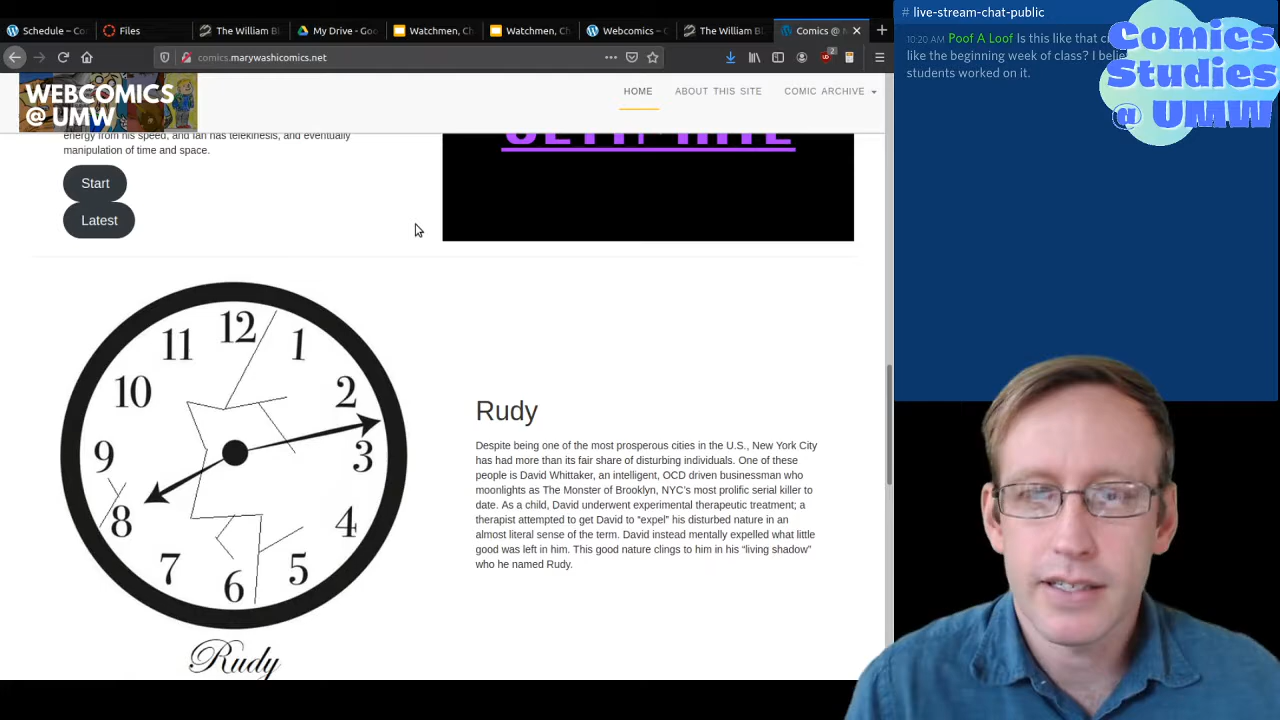 Schedule – Co
Files
The William B
My Drive - Goo
Watchmen, Ch
Watchmen, Ch
Webcomics –
The William B
Comics @
comics.marywashicomics.net
WEBCOMICS
@ UMW
HOME
ABOUT THIS SITE
COMIC ARCHIVE
energy from his speed, and Ian has telekinesis, and eventually
manipulation of time and space.
Start
Latest
12
1
2
3
4
5
6
7
8
9
10
11
Rudy
Rudy
Despite being one of the most prosperous cities in the U.S., New York City
has had more than its fair share of disturbing individuals. One of these
people is David Whittaker, an intelligent, OCD driven businessman who
moonlights as The Monster of Brooklyn, NYC's most prolific serial killer to
date. As a child, David underwent experimental therapeutic treatment; a
therapist attempted to get David to "expel" his disturbed nature in an
almost literal sense of the term. David instead mentally expelled what little
good was left in him. This good nature clings to him in his "living shadow"
who he named Rudy.
# live-stream-chat-public
10:20 AM Poof A Loof Is this like that
like the beginning week of class? I
students worked on it.
Comics
Studies
@ UMW